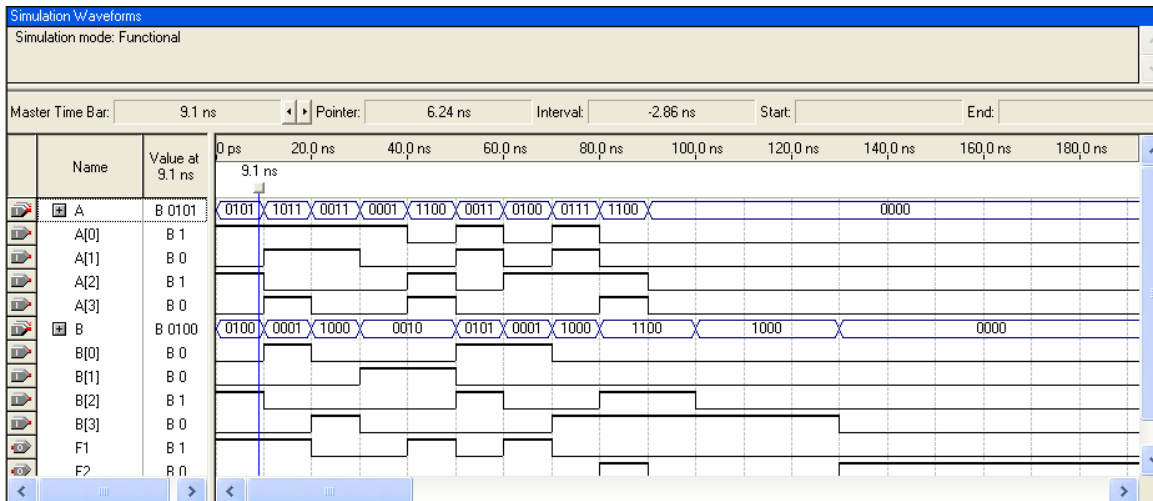 Simulation Waveforms
Simulation mode: Functional
Master Time Bar: 9.1 ns Pointer: 6.24 ns Interval: -2.86 ns Start: End:
Name Value at 9.1 ns
0 ps 20.0 ns 40.0 ns 60.0 ns 80.0 ns 100.0 ns 120.0 ns 140.0 ns 160.0 ns 180.0 ns
9.1 ns
A B 0101 0101 1011 0011 0001 1100 0011 0100 0111 1100 0000
A[0] B 1
A[1] B 0
A[2] B 1
A[3] B 0
B B 0100 0100 0001 1000 0010 0101 0001 1000 1100 1000 0000
B[0] B 0
B[1] B 0
B[2] B 1
B[3] B 0
F1 B 1
F2 B 0